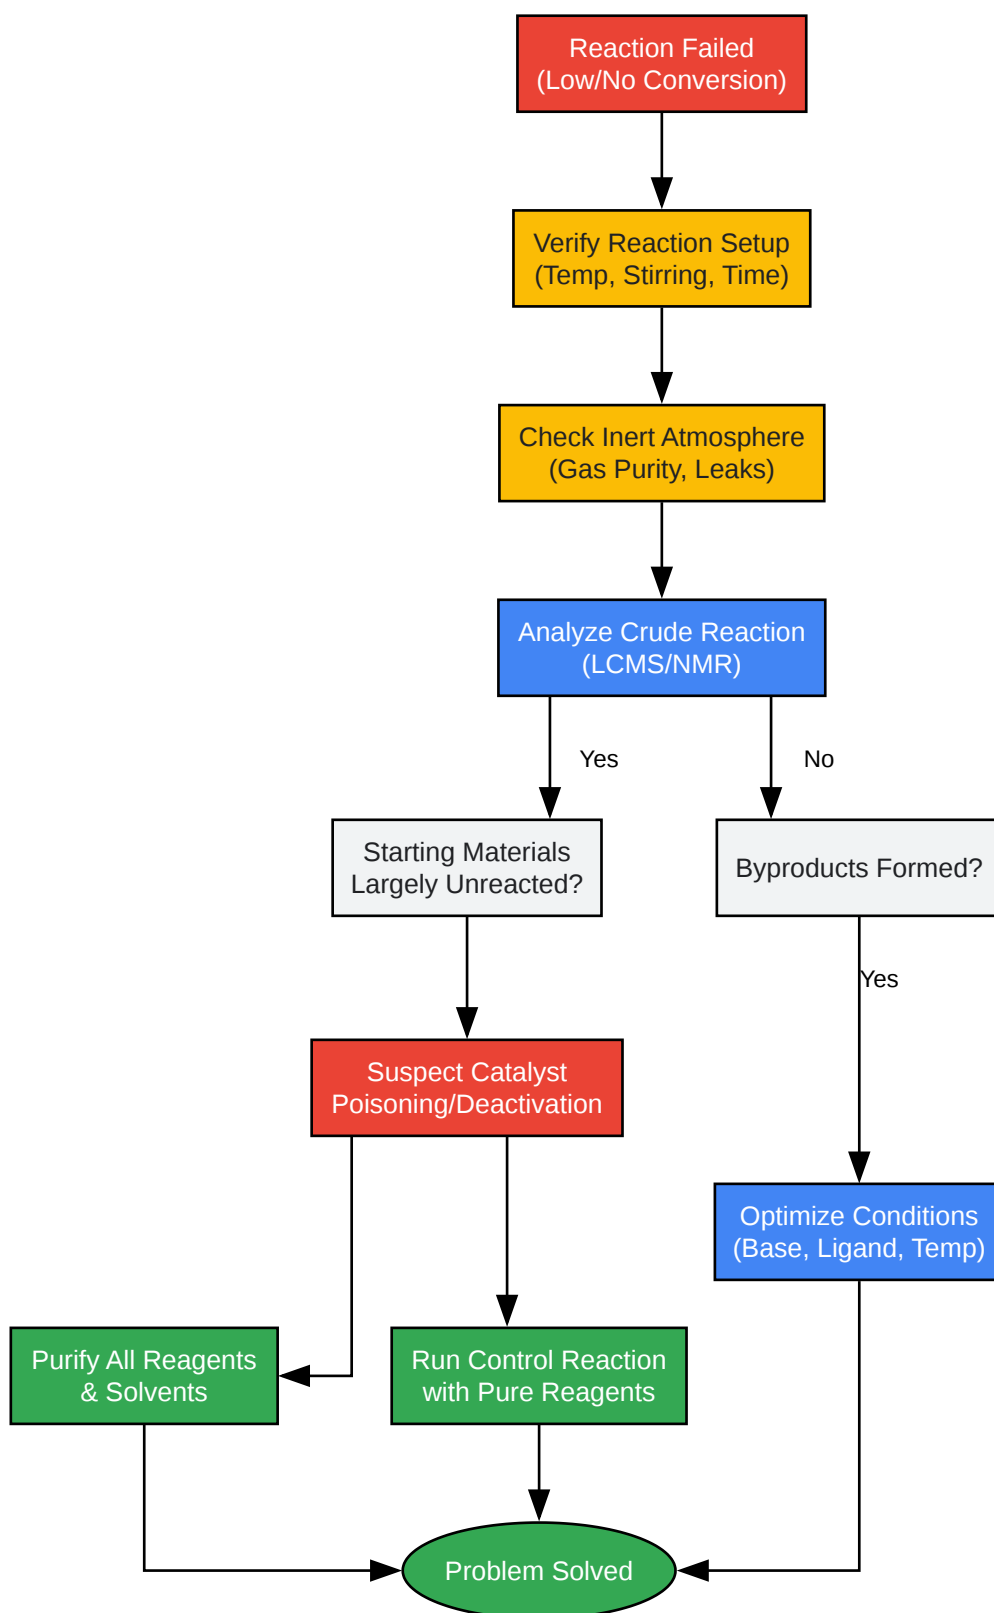 Reaction Failed
(Low/No Conversion)
Verify Reaction Setup
(Temp, Stirring, Time)
Check Inert Atmosphere
(Gas Purity, Leaks)
Analyze Crude Reaction
(LCMS/NMR)
Yes
No
Starting Materials
Largely Unreacted?
Byproducts Formed?
Yes
Suspect Catalyst
Poisoning/Deactivation
Optimize Conditions
(Base, Ligand, Temp)
Purify All Reagents
& Solvents
Run Control Reaction
with Pure Reagents
Problem Solved